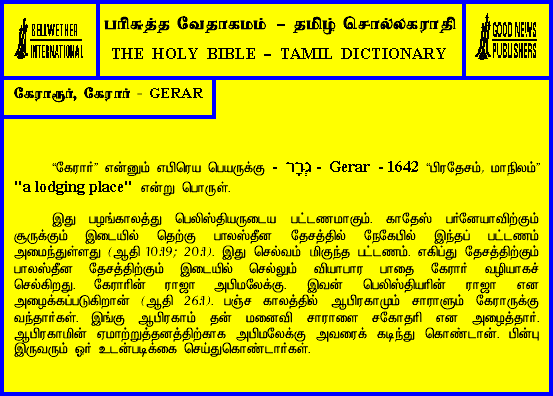 BELLWETHER
INTERNATIONAL
பரிசுத்த வேதாகமம் – தமிழ் சொல்லகராதி
THE HOLY BIBLE – TAMIL DICTIONARY
GOOD NEWS
PUBLISHERS
கேராரூர், கேரார் - GERAR
“கேரார்” என்னும் எபிரெய பெயருக்கு - גְּרָר - Gerar - 1642 “பிரதேசம், மாநிலம்”
"a lodging place" என்று பொருள்.
இது பழங்காலத்து பெலிஸ்தியருடைய பட்டணமாகும். காதேஸ் பர்னேயாவிற்கும்
சூருக்கும் இடையில் தெற்கு பாலஸ்தீன தேசத்தில் நேகேபில் இந்தப் பட்டணம்
அமைந்துள்ளது (ஆதி 10:19; 20:1). இது செல்வம் மிகுந்த பட்டணம். எகிப்து தேசத்திற்கும்
பாலஸ்தீன தேசத்திற்கும் இடையில் செல்லும் வியாபார பாதை கேரார் வழியாகச்
செல்கிறது. கேராரின் ராஜா அபிமலேக்கு. இவன் பெலிஸ்தியரின் ராஜா என
அழைக்கப்படுகிறான் (ஆதி 26:1). பஞ்ச காலத்தில் ஆபிரகாமும் சாராளும் கேராருக்கு
வந்தார்கள். இங்கு ஆபிரகாம் தன் மனைவி சாராளை சகோதரி என அழைத்தார்.
ஆபிரகாமின் ஏமாற்றுத்தனத்திற்காக அபிமலேக்கு அவரைக் கடிந்து கொண்டான். பின்பு
இருவரும் ஓர் உடன்படிக்கை செய்துகொண்டார்கள்.